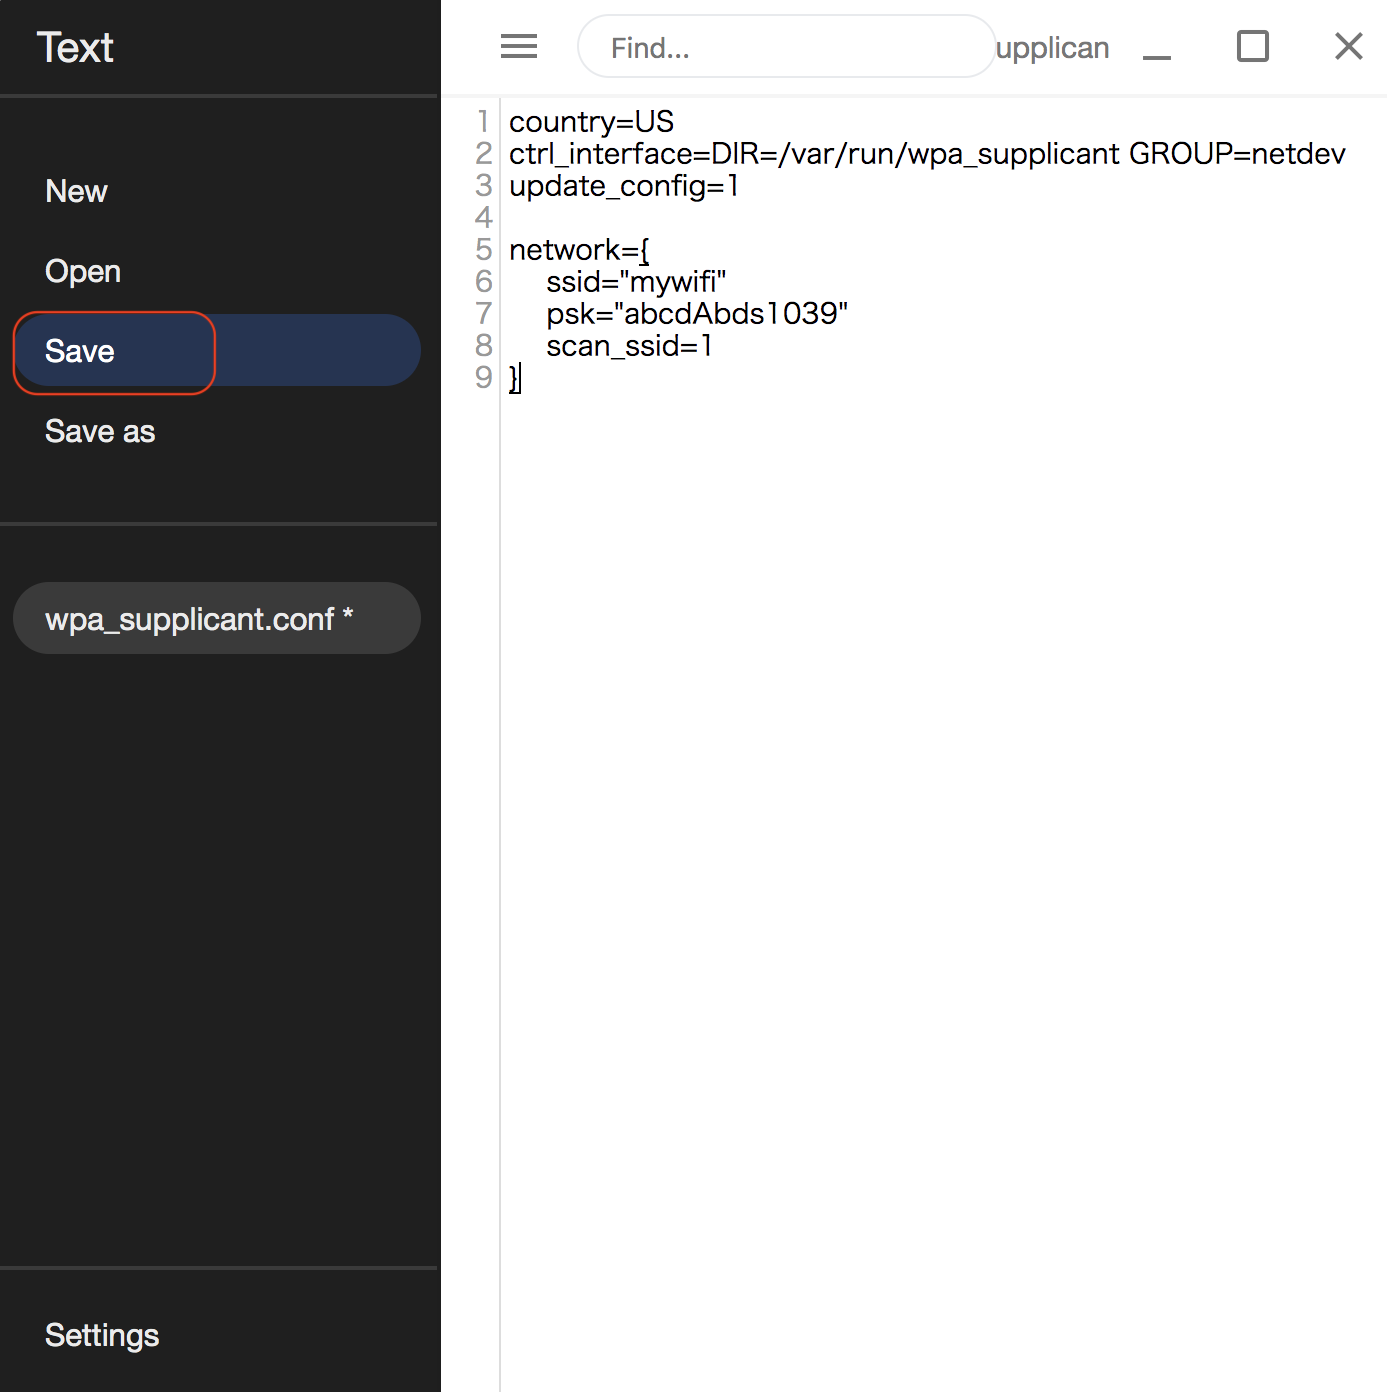 Text
New
Open
Save
Save as
wpa_supplicant.conf *
Settings
Find...
upplican
1 country=US
2 ctrl_interface=DIR=/var/run/wpa_supplicant GROUP=netdev
3 update_config=1
4
5 network={
6 ssid="mywifi"
7 psk="abcdAbds1039"
8 scan_ssid=1
9 }